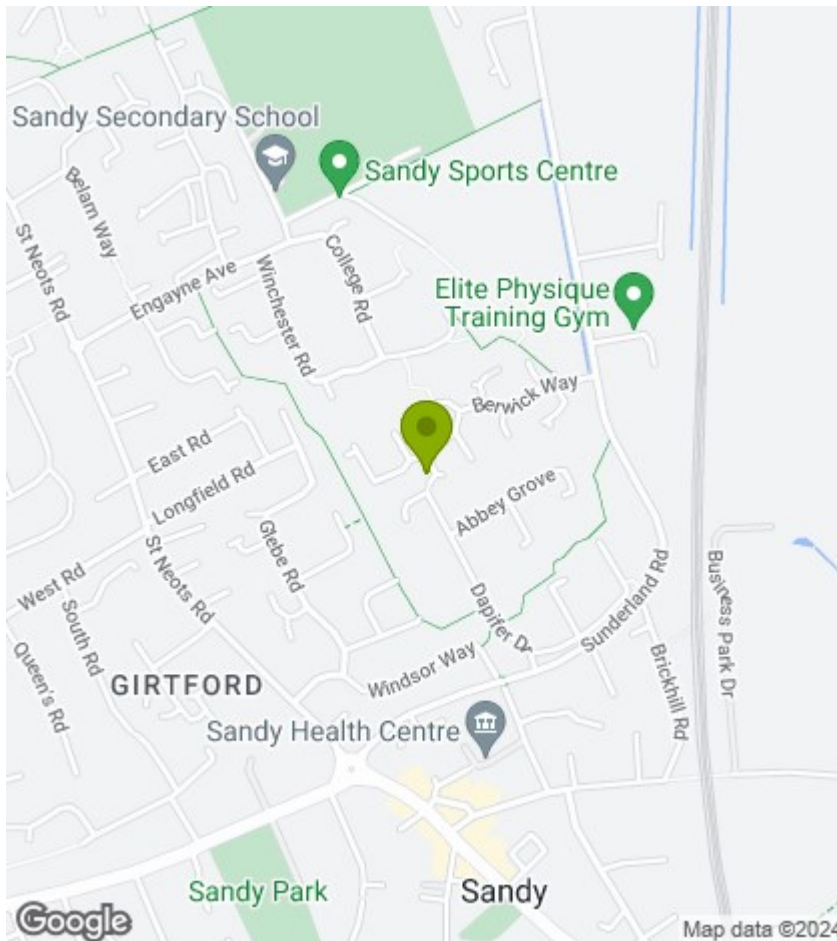 Sandy Secondary School
Sandy Sports Centre
Belam Way
St Neots Rd
Engayne Ave
Winchester Rd
College Rd
Elite Physique
Training Gym
Berwick Way
East Rd
Longfield Rd
Abbey Grove
Glebe Rd
St Neots Rd
West Rd
South Rd
Queen's Rd
Dapifer Dr
Sunderland Rd
Business Park Dr
Brickhill Rd
Windsor Way
GIRTFORD
Sandy Health Centre
Sandy Park
Sandy
Google
Map data ©2024